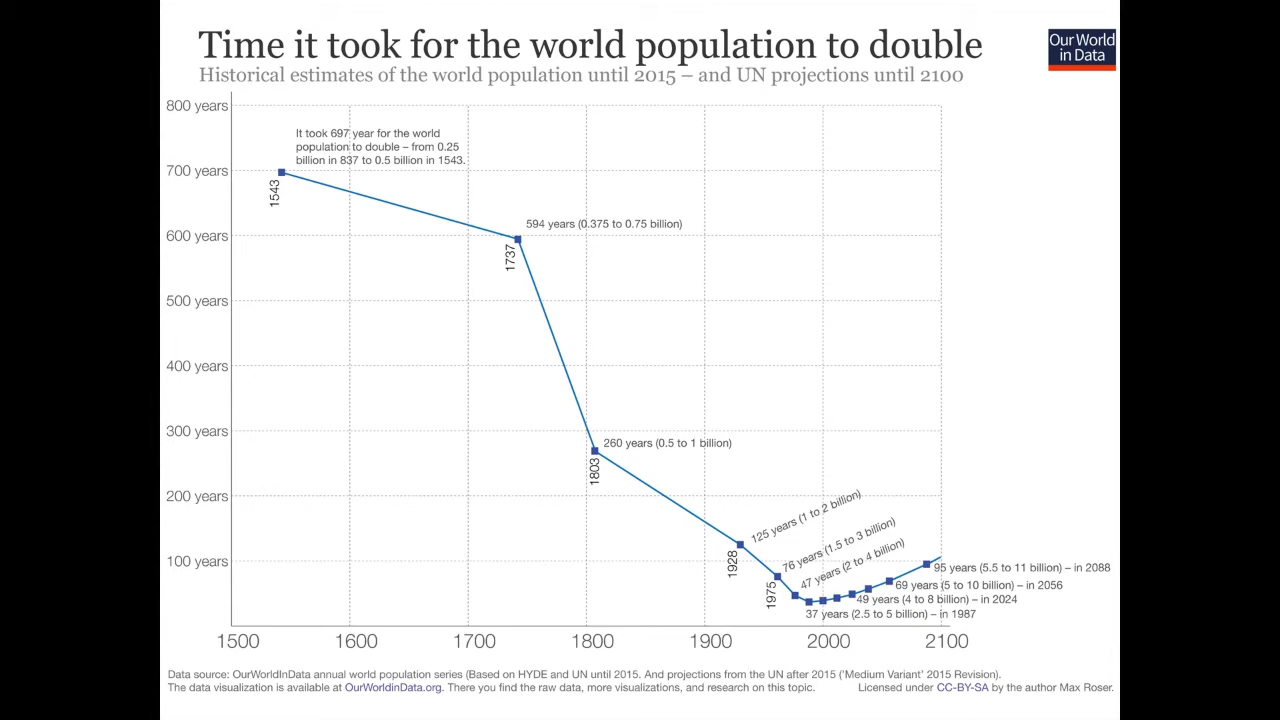 Time it took for the world population to double
Our World
in Data
Historical estimates of the world population until 2015 – and UN projections until 2100
800 years
It took 697 year for the world
population to double – from 0.25
billion in 837 to 0.5 billion in 1543.
700 years
1543
600 years
594 years (0.375 to 0.75 billion)
1737
500 years
400 years
300 years
260 years (0.5 to 1 billion)
1803
200 years
125 years (1 to 2 billion)
1928
76 years (1.5 to 3 billion)
1975
47 years (2 to 4 billion)
100 years
95 years (5.5 to 11 billion) – in 2088
69 years (5 to 10 billion) – in 2056
49 years (4 to 8 billion) – in 2024
37 years (2.5 to 5 billion) – in 1987
1500 1600 1700 1800 1900 2000 2100
Data source: OurWorldInData annual world population series (Based on HYDE and UN until 2015. And projections from the UN after 2015 ('Medium Variant' 2015 Revision).
The data visualization is available at OurWorldinData.org. There you find the raw data, more visualizations, and research on this topic.
Licensed under CC-BY-SA by the author Max Roser.